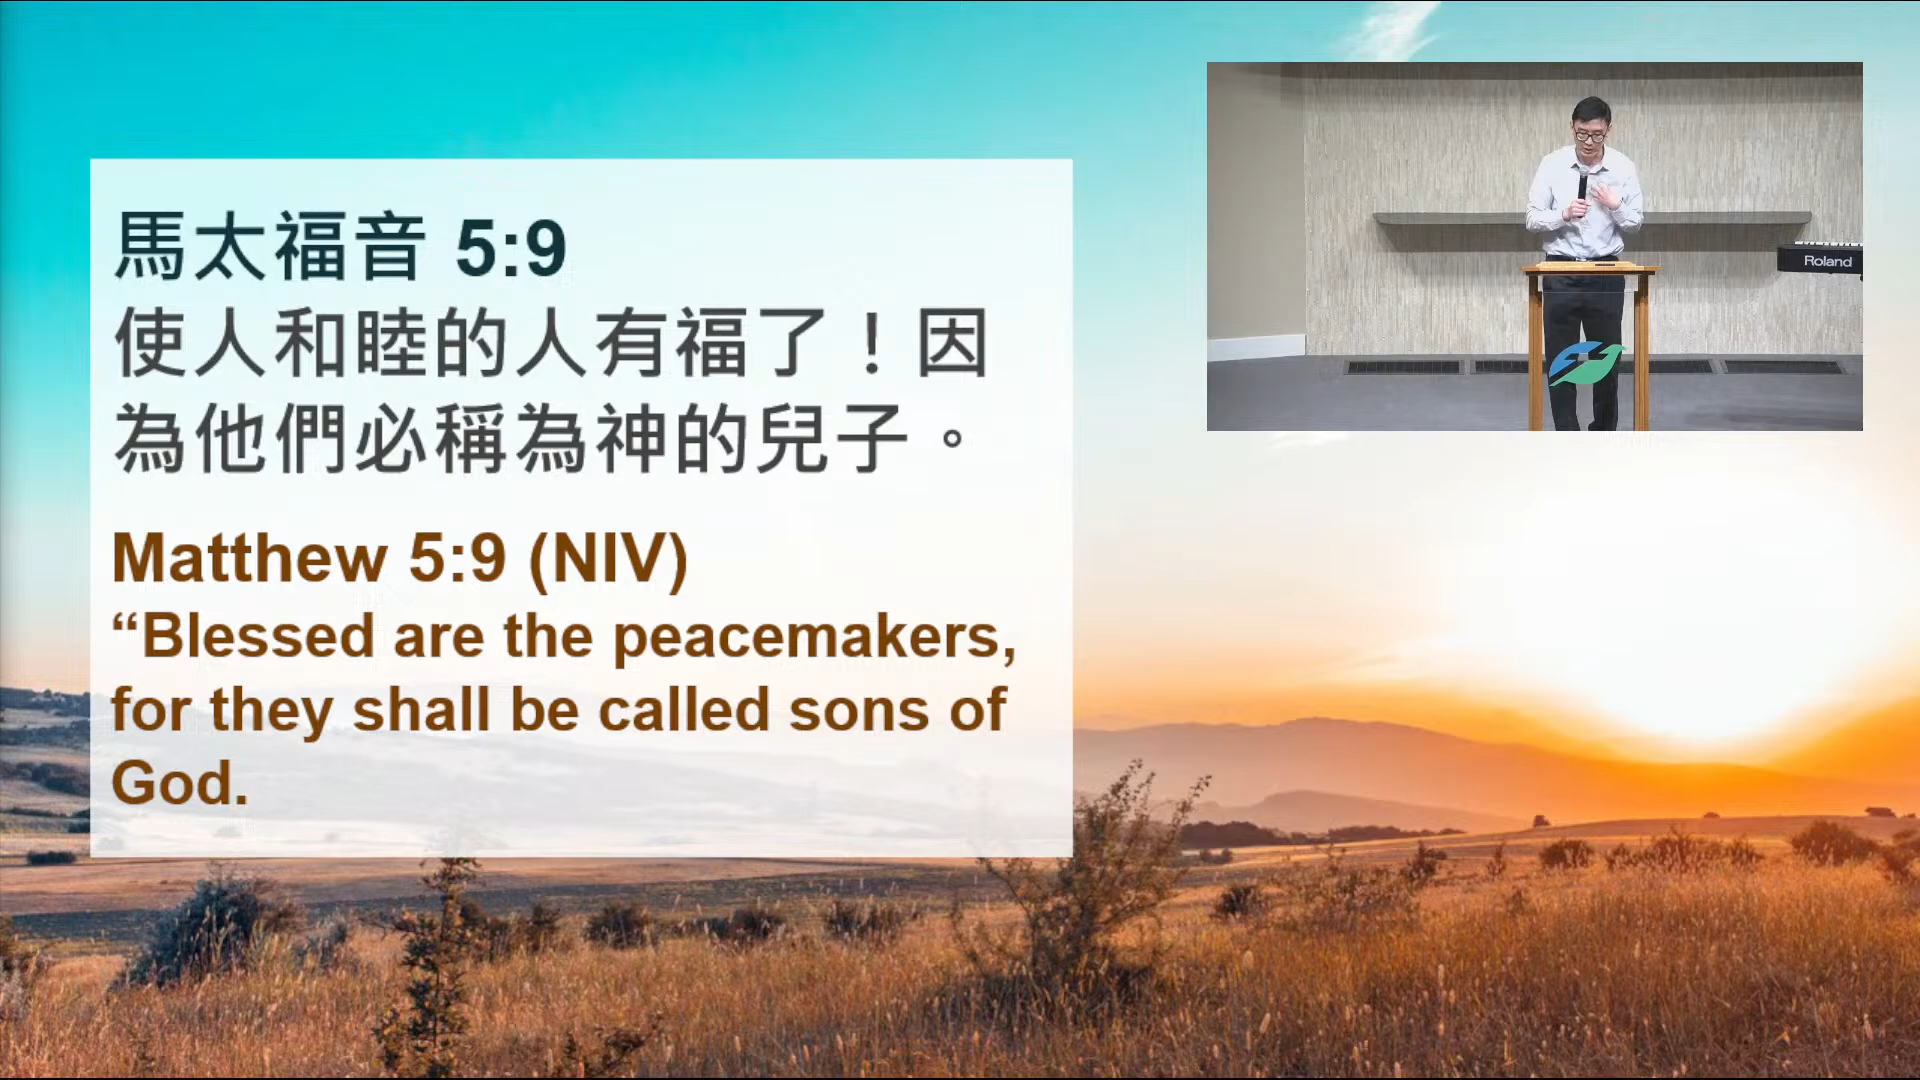 馬太福音 5:9
使人和睦的人有福了！因
為他們必稱為神的兒子。
Matthew 5:9 (NIV)
“Blessed are the peacemakers,
for they shall be called sons of
God.
Roland